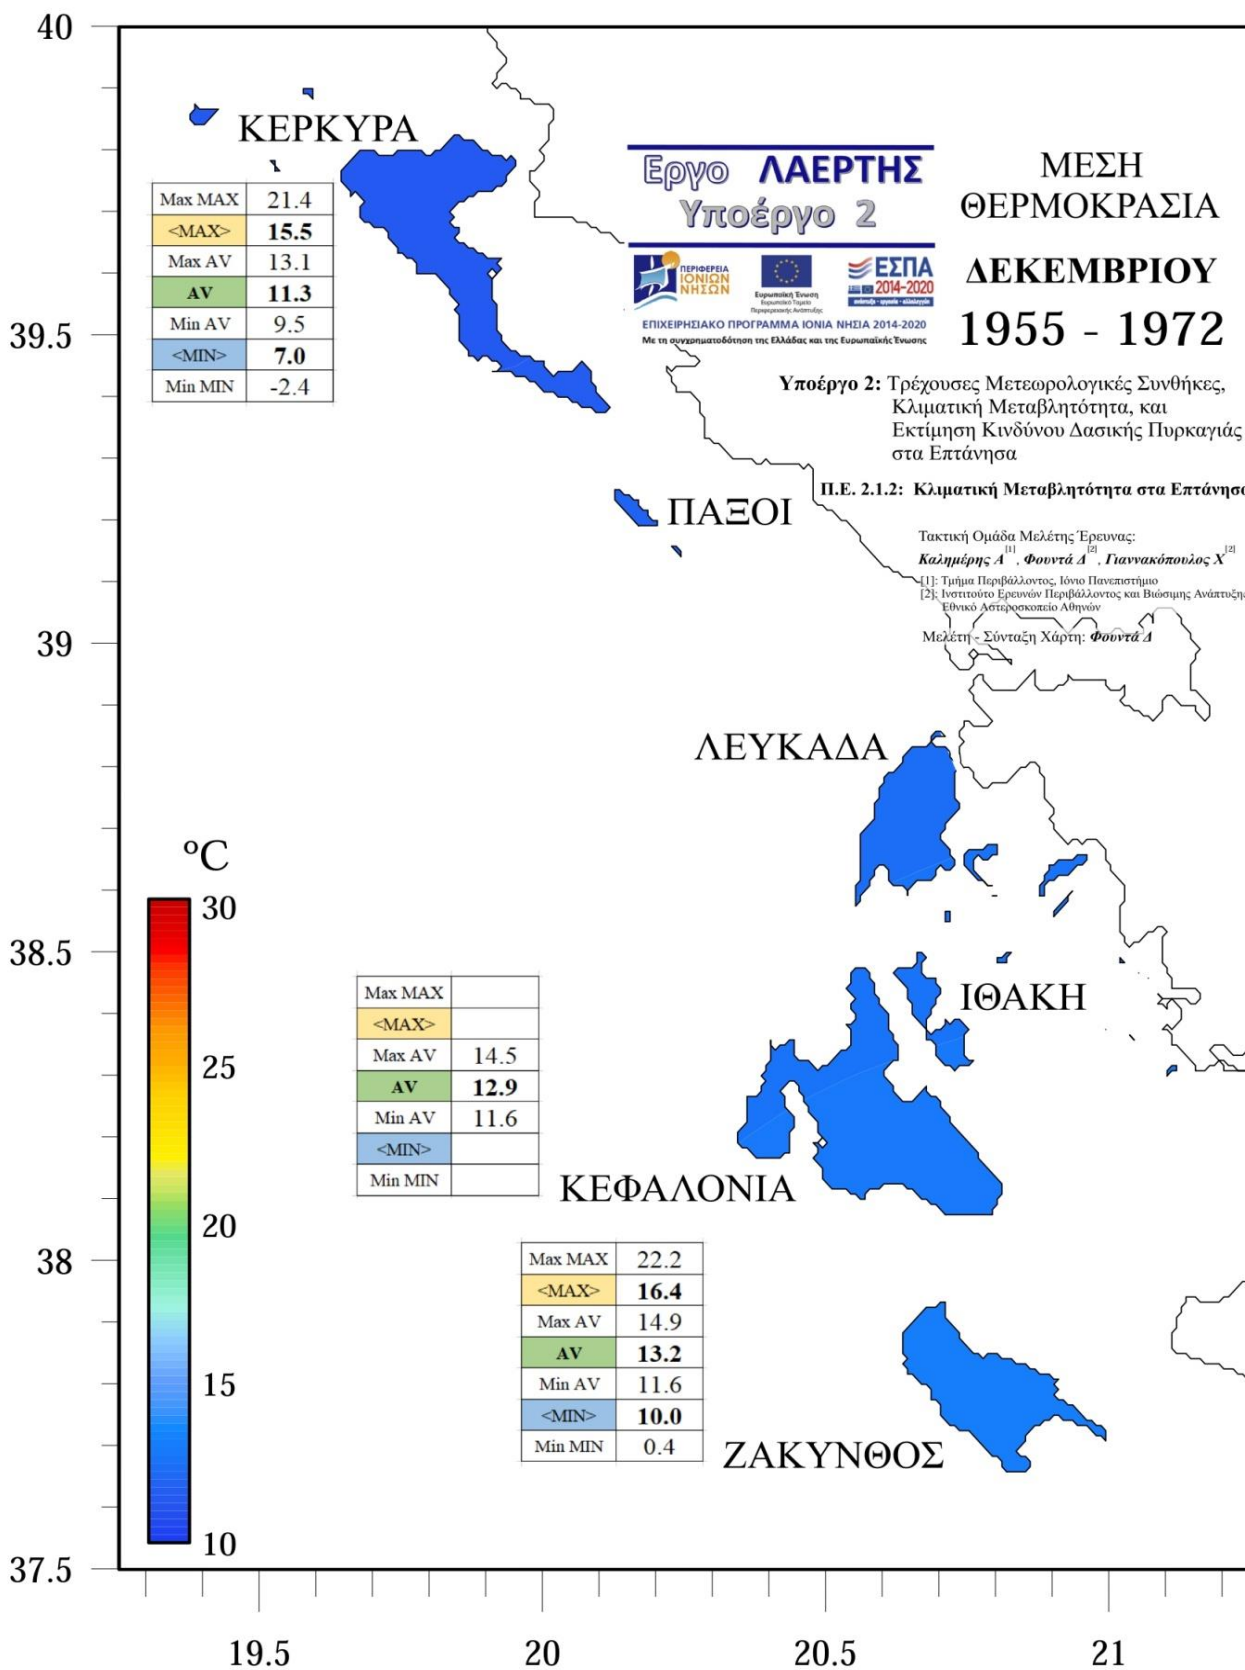 40
39.5
39
38.5
38
37.5
19.5
20
20.5
21
ΚΕΡΚΥΡΑ
Max MAX 21.4
<MAX> 15.5
Max AV 13.1
AV 11.3
Min AV 9.5
<MIN> 7.0
Min MIN -2.4
Εργο ΛΑΕΡΤΗΣ
Υποέργο 2
ΠΕΡΙΦΕΡΕΙΑ
ΙΟΝΙΩΝ
ΝΗΣΩΝ
Ευρωπαϊκή Ένωση
Ευρωπαϊκό Ταμείο
Περιφερειακής Ανάπτυξης
ΕΣΠΑ
2014-2020
ανάπτυξη - εργασία - αλληλεγγύη
ΕΠΙΧΕΙΡΗΣΙΑΚΟ ΠΡΟΓΡΑΜΜΑ ΙΟΝΙΑ ΝΗΣΙΑ 2014-2020
Με τη συγχρηματοδότηση της Ελλάδας και της Ευρωπαϊκής Ένωσης
ΜΕΣΗ
ΘΕΡΜΟΚΡΑΣΙΑ
ΔΕΚΕΜΒΡΙΟΥ
1955 - 1972
Υποέργο 2: Τρέχουσες Μετεωρολογικές Συνθήκες,
Κλιματική Μεταβλητότητα, και
Εκτίμηση Κινδύνου Δασικής Πυρκαγιάς
στα Επτάνησα
Π.Ε. 2.1.2: Κλιματική Μεταβλητότητα στα Επτάνησα
Τακτική Ομάδα Μελέτης Έρευνας:
Καλημέρης Α [1], Φουντά Δ [2], Γιαννακόπουλος Χ [2]
[1]: Τμήμα Περιβάλλοντος, Ιόνιο Πανεπιστήμιο
[2]: Ινστιτούτο Ερευνών Περιβάλλοντος και Βιώσιμης Ανάπτυξης
Εθνικό Αστεροσκοπείο Αθηνών
Μελέτη - Σύνταξη Χάρτη: Φουντά Δ
ΠΑΞΟΙ
ΛΕΥΚΑΔΑ
ΙΘΑΚΗ
°C
30
25
20
15
10
Max MAX
<MAX>
Max AV 14.5
AV 12.9
Min AV 11.6
<MIN>
Min MIN
ΚΕΦΑΛΟΝΙΑ
Max MAX 22.2
<MAX> 16.4
Max AV 14.9
AV 13.2
Min AV 11.6
<MIN> 10.0
Min MIN 0.4
ΖΑΚΥΝΘΟΣ